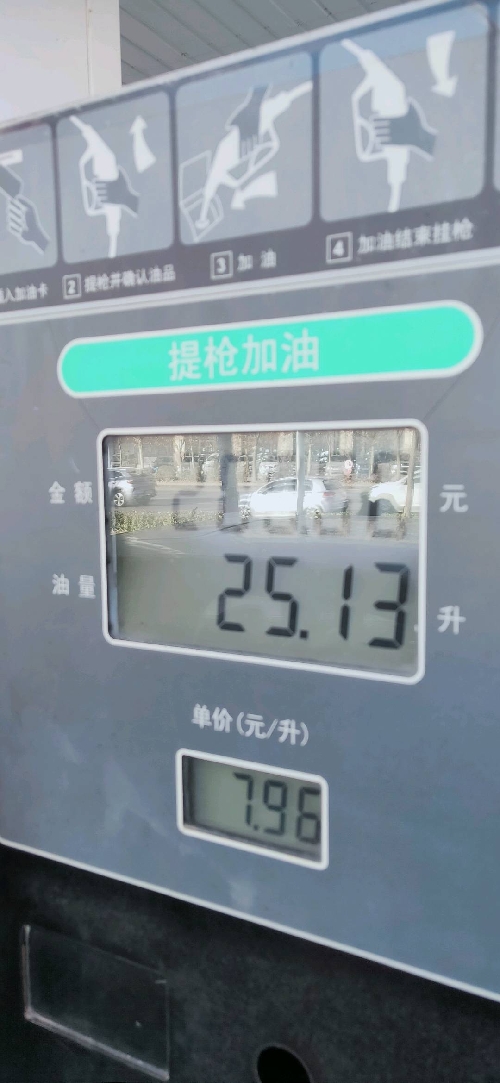 入加油卡
2 提枪并确认油品
3 加油
4 加油结束挂枪
提枪加油
金额 元
油量 25.13 升
单价(元/升)
7.96